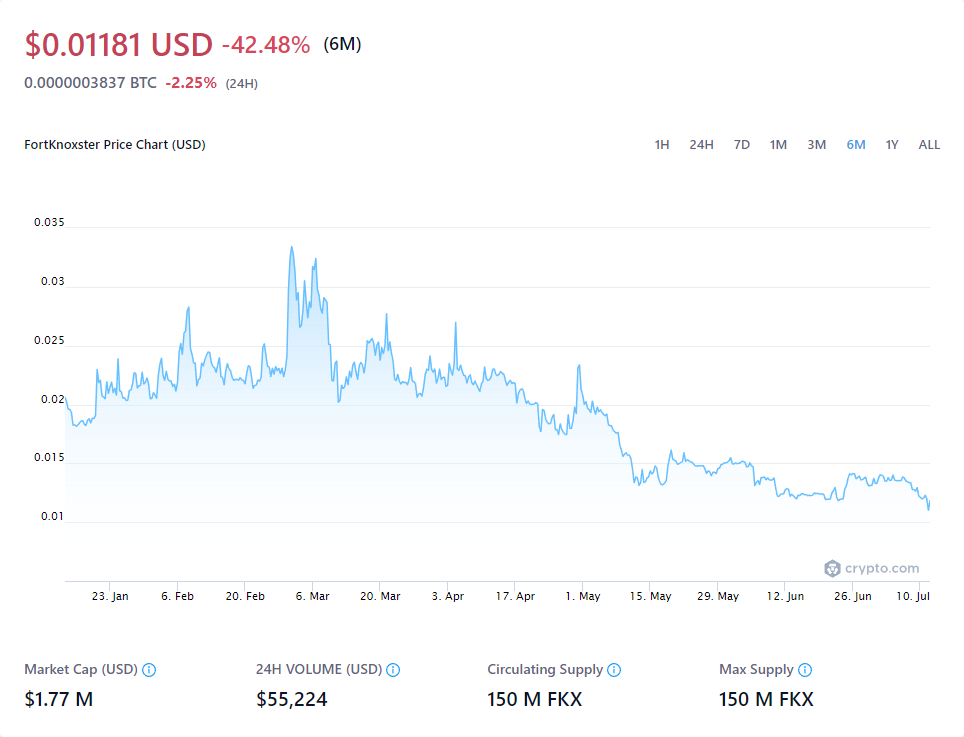 $0.01181 USD -42.48% (6M)
0.0000003837 BTC -2.25% (24H)
FortKnoxster Price Chart (USD)
1H 24H 7D 1M 3M 6M 1Y ALL
0.035
0.03
0.025
0.02
0.015
0.01
crypto.com
23. Jan 6. Feb 20. Feb 6. Mar 20. Mar 3. Apr 17. Apr 1. May 15. May 29. May 12. Jun 26. Jun 10. Jul
Market Cap (USD) 24H VOLUME (USD) Circulating Supply Max Supply
$1.77 M $55,224 150 M FKX 150 M FKX